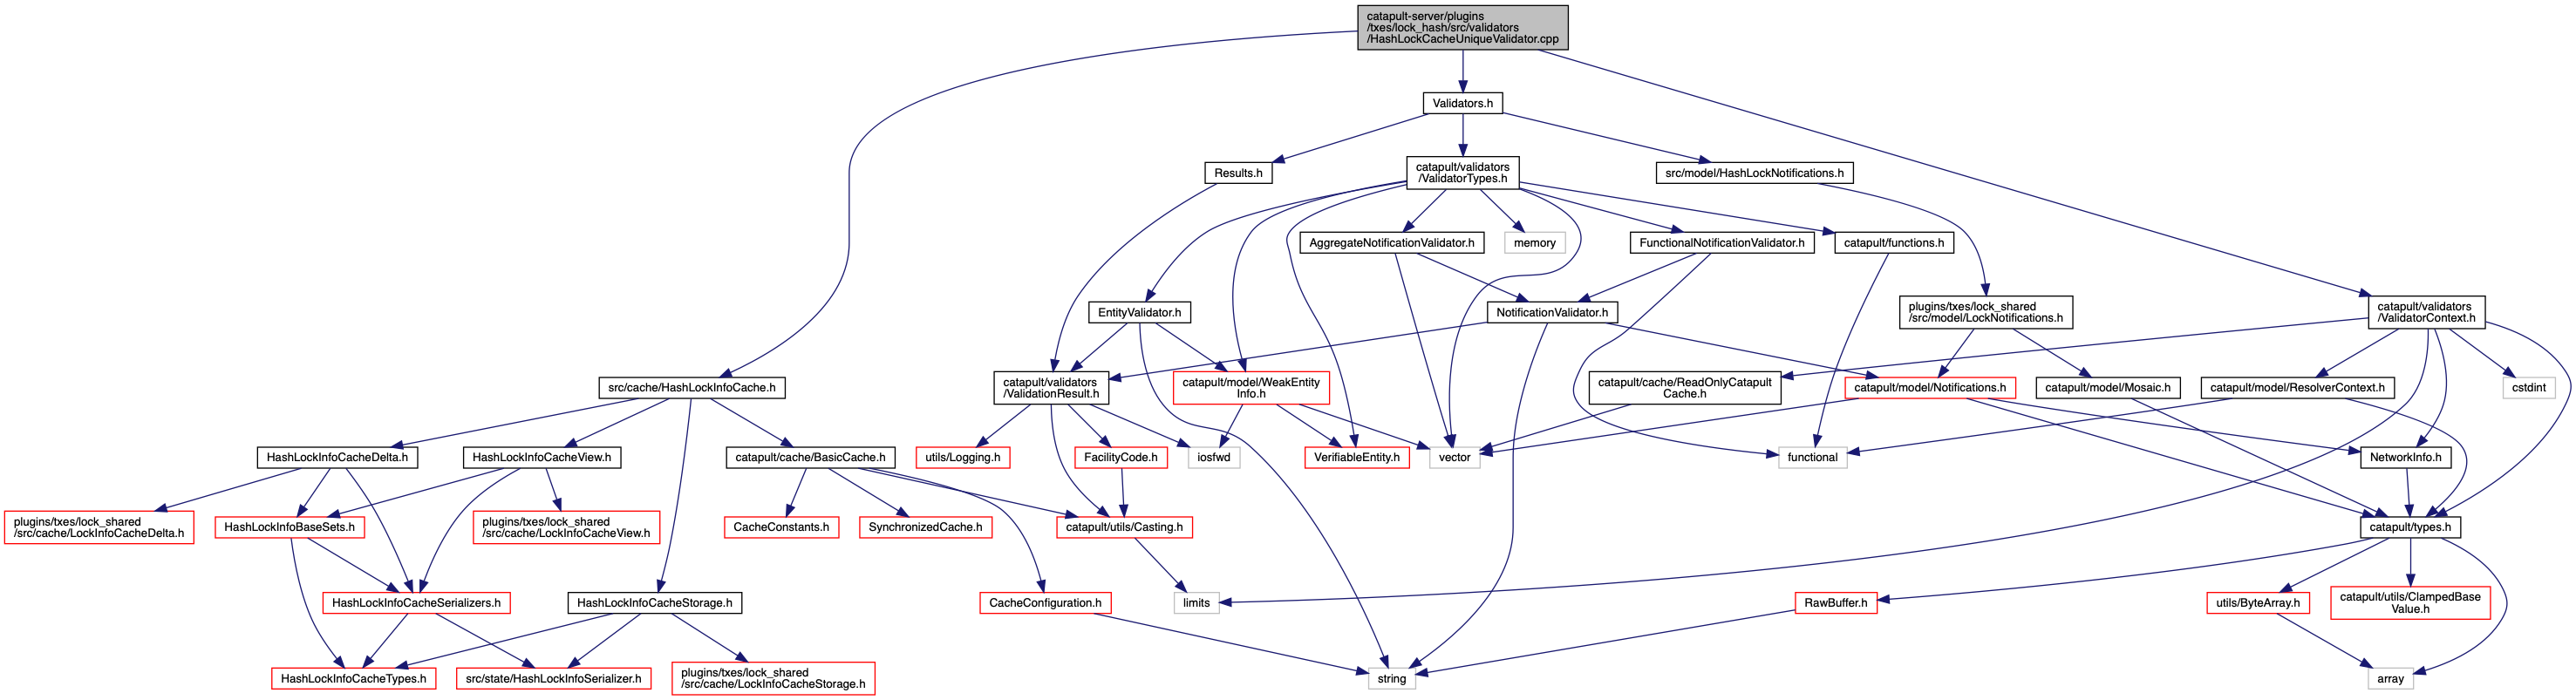 catapult-server/plugins
/txes/lock_hash/src/validators
/HashLockCacheUniqueValidator.cpp
Validators.h
Results.h
catapult/validators
/ValidatorTypes.h
src/model/HashLockNotifications.h
AggregateNotificationValidator.h
memory
FunctionalNotificationValidator.h
catapult/functions.h
EntityValidator.h
NotificationValidator.h
plugins/txes/lock_shared
/src/model/LockNotifications.h
catapult/validators
/ValidatorContext.h
src/cache/HashLockInfoCache.h
catapult/validators
/ValidationResult.h
catapult/model/WeakEntity
Info.h
catapult/cache/ReadOnlyCatapult
Cache.h
catapult/model/Notifications.h
catapult/model/Mosaic.h
catapult/model/ResolverContext.h
cstdint
HashLockInfoCacheDelta.h
HashLockInfoCacheView.h
catapult/cache/BasicCache.h
utils/Logging.h
FacilityCode.h
iosfwd
VerifiableEntity.h
vector
functional
NetworkInfo.h
plugins/txes/lock_shared
/src/cache/LockInfoCacheDelta.h
HashLockInfoBaseSets.h
plugins/txes/lock_shared
/src/cache/LockInfoCacheView.h
CacheConstants.h
SynchronizedCache.h
catapult/utils/Casting.h
catapult/types.h
HashLockInfoCacheSerializers.h
HashLockInfoCacheStorage.h
CacheConfiguration.h
limits
RawBuffer.h
utils/ByteArray.h
catapult/utils/ClampedBase
Value.h
HashLockInfoCacheTypes.h
src/state/HashLockInfoSerializer.h
plugins/txes/lock_shared
/src/cache/LockInfoCacheStorage.h
string
array